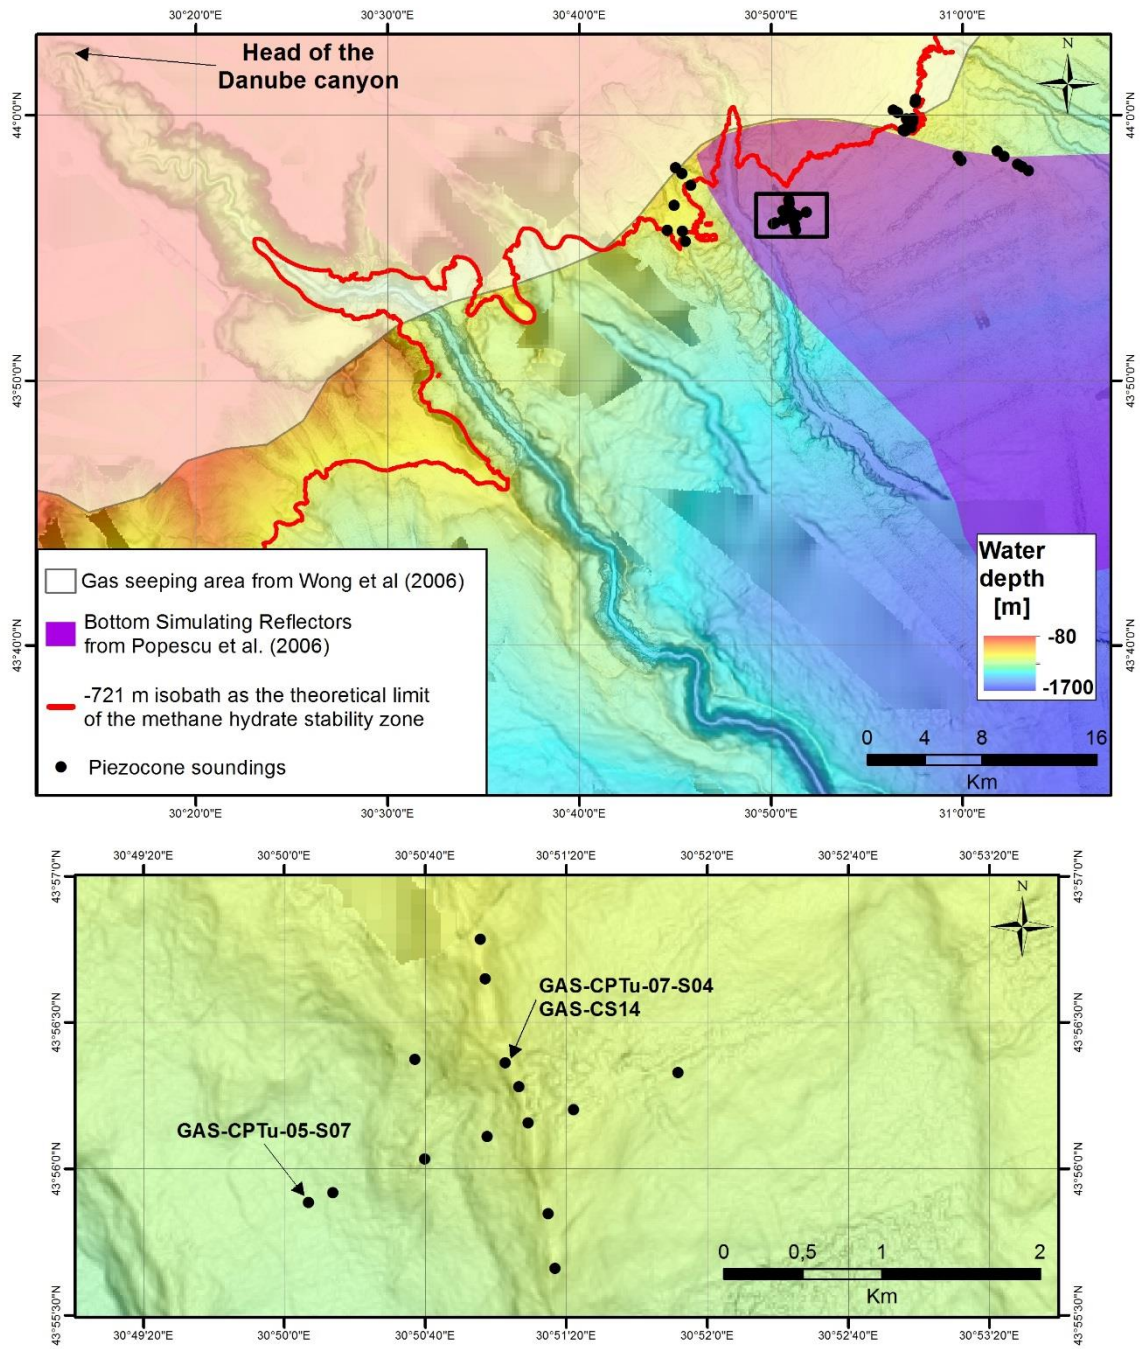 30°20'0"E 30°30'0"E 30°40'0"E 30°50'0"E 31°0'0"E
Head of the
Danube canyon
N
44°0'0"N 44°0'0"N
43°50'0"N 43°50'0"N
43°40'0"N 43°40'0"N
Gas seeping area from Wong et al (2006)
Bottom Simulating Reflectors
from Popescu et al. (2006)
-721 m isobath as the theoretical limit
of the methane hydrate stability zone
Piezocone soundings
Water
depth
[m]
-80
-1700
0 4 8 16
Km
30°20'0"E 30°30'0"E 30°40'0"E 30°50'0"E 31°0'0"E
30°49'20"E 30°50'0"E 30°50'40"E 30°51'20"E 30°52'0"E 30°52'40"E 30°53'20"E
43°57'0"N 43°57'0"N
N
GAS-CPTu-07-S04
GAS-CS14
43°56'30"N 43°56'30"N
GAS-CPTu-05-S07
43°56'0"N 43°56'0"N
0 0,5 1 2
Km
43°55'30"N 43°55'30"N
30°49'20"E 30°50'0"E 30°50'40"E 30°51'20"E 30°52'0"E 30°52'40"E 30°53'20"E